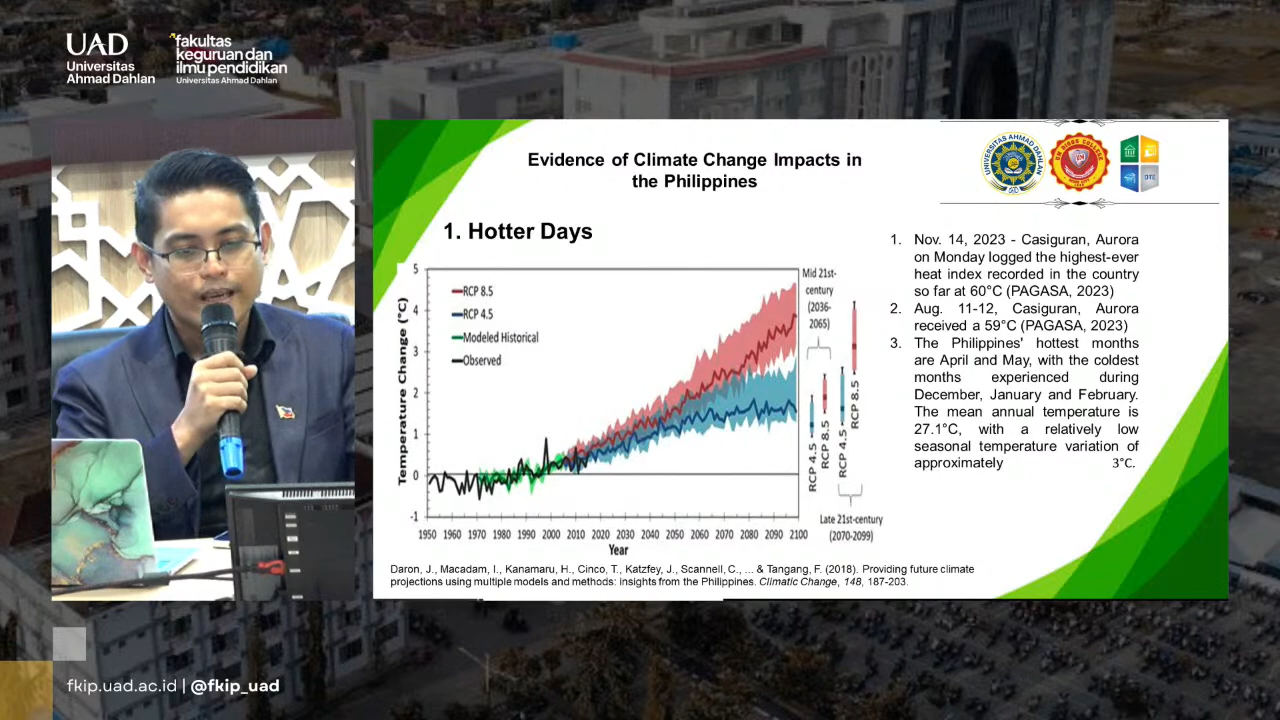 UAD
Universitas
Ahmad Dahlan
fakultas
keguruan dan
ilmu pendidikan
Universitas Ahmad Dahlan
Evidence of Climate Change Impacts in
the Philippines
UNIVERSITAS AHMAD DAHLAN
DTE
1. Hotter Days
Temperature Change (°C)
5
4
3
2
1
0
-1
RCP 8.5
RCP 4.5
Modeled Historical
Observed
1950 1960 1970 1980 1990 2000 2010 2020 2030 2040 2050 2060 2070 2080 2090 2100
Year
Mid 21st-
century
(2036-
2065)
RCP 4.5
RCP 8.5
RCP 4.5
RCP 8.5
Late 21st-century
(2070-2099)
1. Nov. 14, 2023 - Casiguran, Aurora
on Monday logged the highest-ever
heat index recorded in the country
so far at 60°C (PAGASA, 2023)
2. Aug. 11-12, Casiguran, Aurora
received a 59°C (PAGASA, 2023)
3. The Philippines' hottest months
are April and May, with the coldest
months experienced during
December, January and February.
The mean annual temperature is
27.1°C, with a relatively low
seasonal temperature variation of
approximately 3°C.
Daron, J., Macadam, I., Kanamaru, H., Cinco, T., Katzfey, J., Scannell, C., ... & Tangang, F. (2018). Providing future climate
projections using multiple models and methods: insights from the Philippines. Climatic Change, 148, 187-203.
fkip.uad.ac.id | @fkip_uad